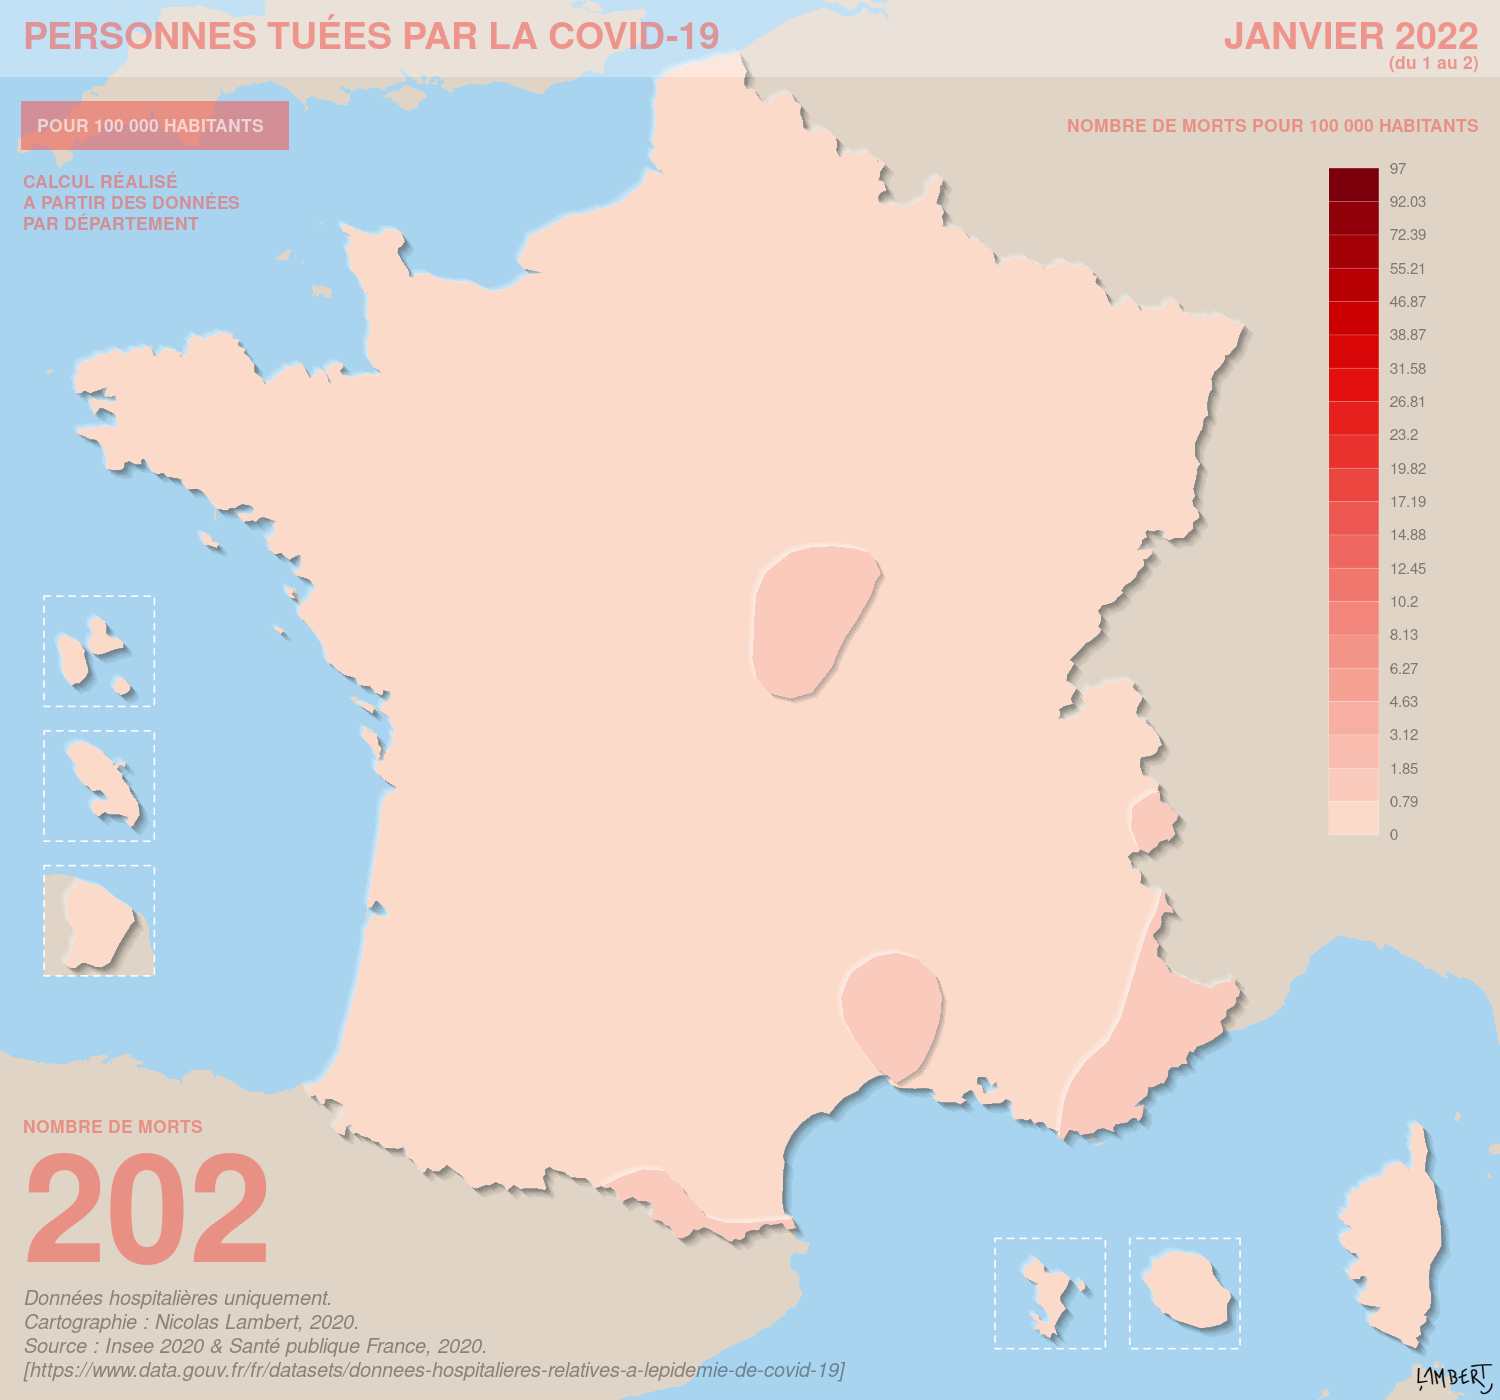 PERSONNES TUÉES PAR LA COVID-19
JANVIER 2022
(du 1 au 2)
POUR 100 000 HABITANTS
CALCUL RÉALISÉ
A PARTIR DES DONNÉES
PAR DÉPARTEMENT
NOMBRE DE MORTS POUR 100 000 HABITANTS
97
92.03
72.39
55.21
46.87
38.87
31.58
26.81
23.2
19.82
17.19
14.88
12.45
10.2
8.13
6.27
4.63
3.12
1.85
0.79
0
NOMBRE DE MORTS
202
Données hospitalières uniquement.
Cartographie : Nicolas Lambert, 2020.
Source : Insee 2020 & Santé publique France, 2020.
[https://www.data.gouv.fr/fr/datasets/donnees-hospitalieres-relatives-a-lepidemie-de-covid-19]
LAMBERT